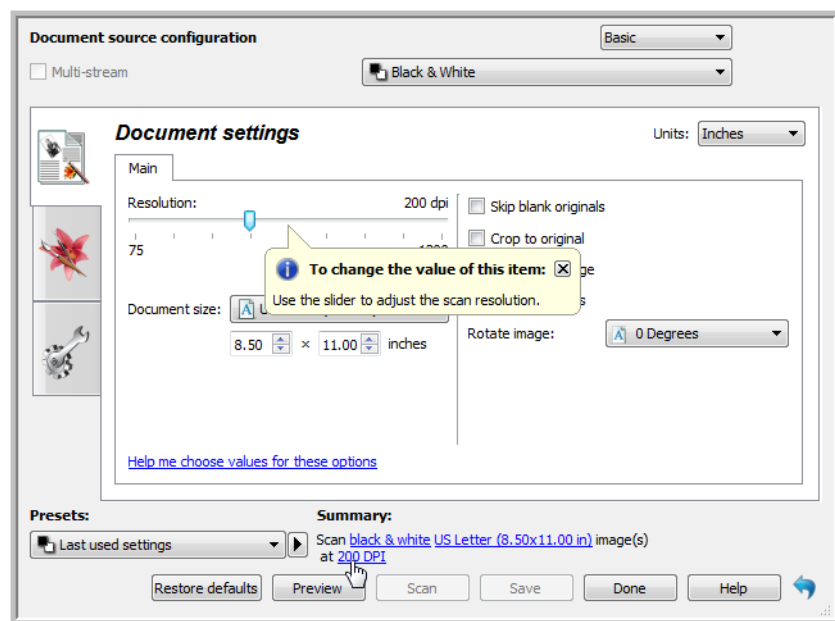 Document source configuration
Basic
Multi-stream
Black & White
Document settings
Units: Inches
Main
Resolution: 200 dpi
Skip blank originals
75
Crop to original
To change the value of this item:
Use the slider to adjust the scan resolution.
Document size:
8.50 × 11.00 inches
Rotate image: 0 Degrees
Help me choose values for these options
Presets:
Summary:
Last used settings
Scan black & white US Letter (8.50x11.00 in) image(s)
at 200 DPI
Restore defaults Preview Scan Save Done Help